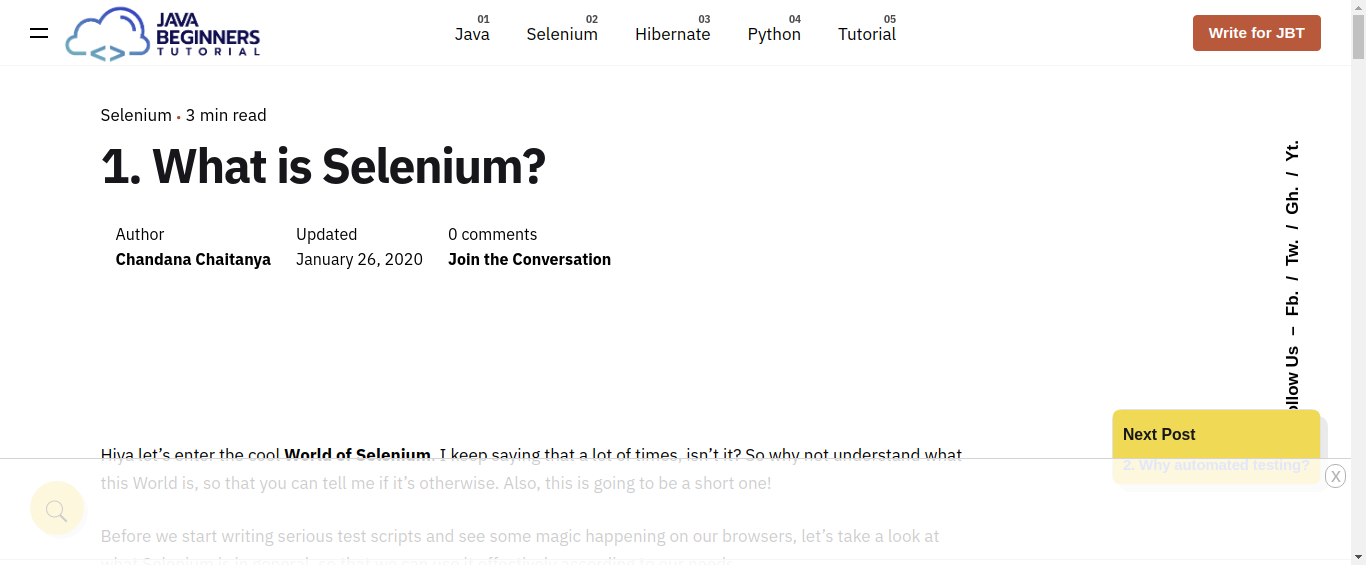 JAVA
BEGINNERS
TUTORIAL
01
Java
02
Selenium
03
Hibernate
04
Python
05
Tutorial
Write for JBT
Selenium • 3 min read
1. What is Selenium?
Author
Chandana Chaitanya
Updated
January 26, 2020
0 comments
Join the Conversation
ollow Us – Fb. / Tw. / Gh. / Yt.
Hiya let’s enter the cool World of Selenium. I keep saying that a lot of times, isn’t it? So why not understand what
this World is, so that you can tell me if it’s otherwise. Also, this is going to be a short one!
Before we start writing serious test scripts and see some magic happening on our browsers, let’s take a look at
what Selenium is in general, so that we can use it effectively according to our needs.
Next Post
2. Why automated testing?
X